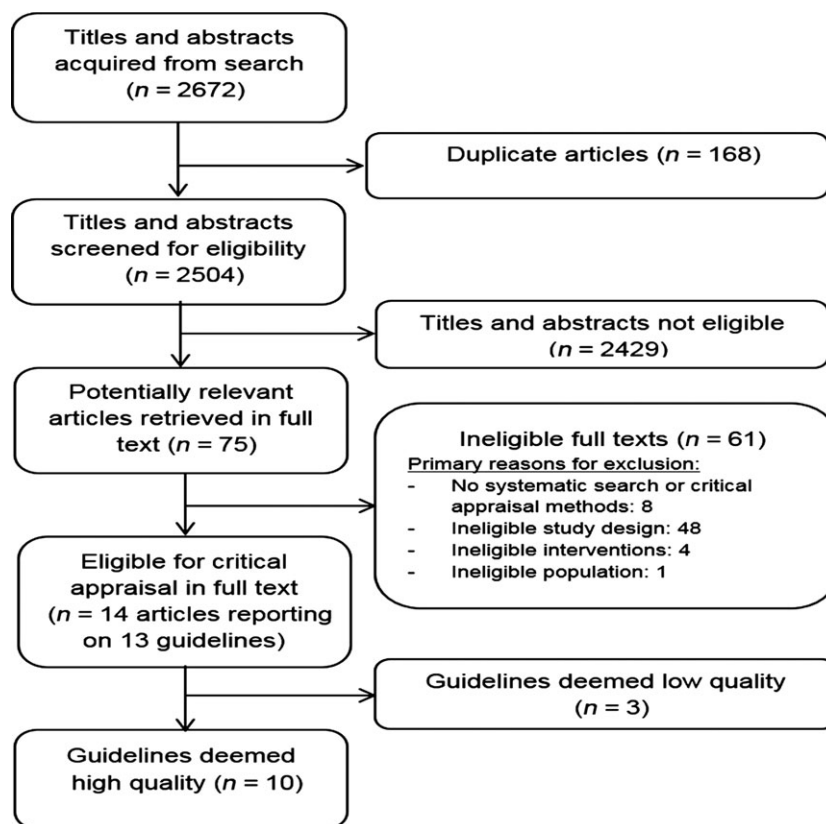 Titles and abstracts
acquired from search
(n = 2672)
Duplicate articles (n = 168)
Titles and abstracts
screened for eligibility
(n = 2504)
Titles and abstracts not eligible
(n = 2429)
Potentially relevant
articles retrieved in full
text (n = 75)
Ineligible full texts (n = 61)
Primary reasons for exclusion:
- No systematic search or critical
appraisal methods: 8
- Ineligible study design: 48
- Ineligible interventions: 4
- Ineligible population: 1
Eligible for critical
appraisal in full text
(n = 14 articles reporting
on 13 guidelines)
Guidelines deemed low quality
(n = 3)
Guidelines deemed
high quality (n = 10)